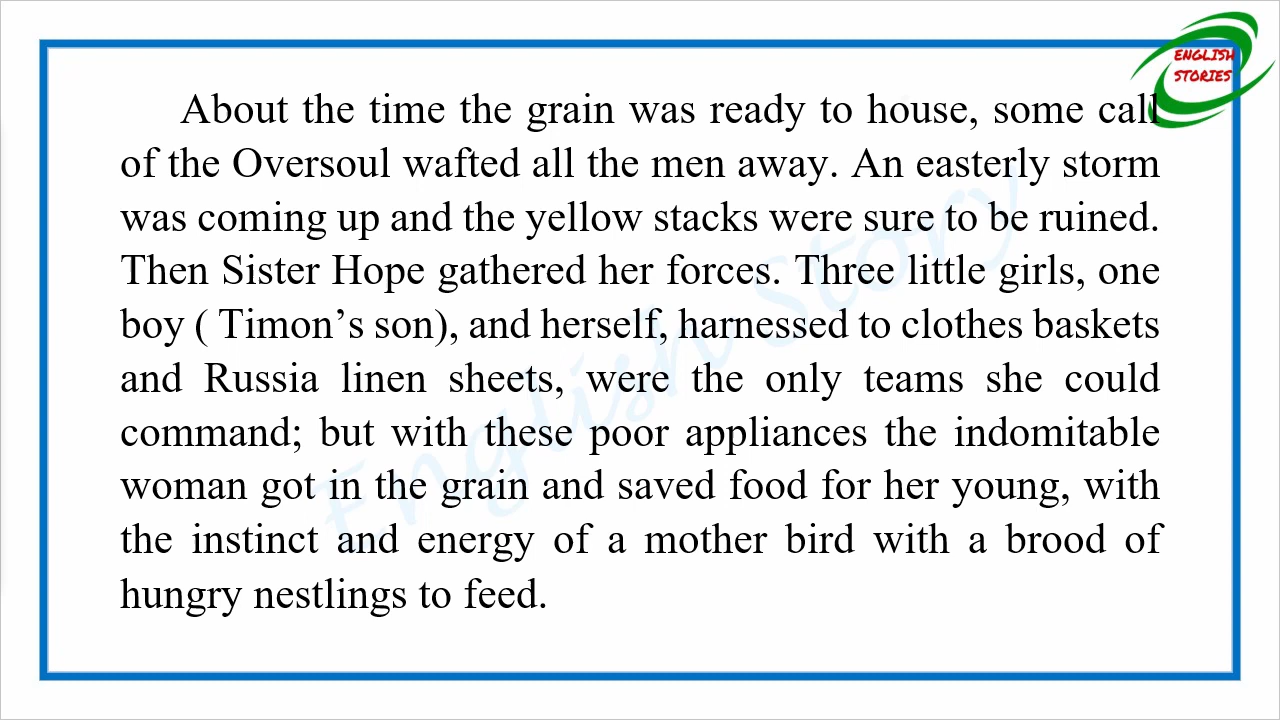 ENGLISH
STORIES
About the time the grain was ready to house, some call
of the Oversoul wafted all the men away. An easterly storm
was coming up and the yellow stacks were sure to be ruined.
Then Sister Hope gathered her forces. Three little girls, one
boy ( Timon’s son), and herself, harnessed to clothes baskets
and Russia linen sheets, were the only teams she could
command; but with these poor appliances the indomitable
woman got in the grain and saved food for her young, with
the instinct and energy of a mother bird with a brood of
hungry nestlings to feed.
English Story